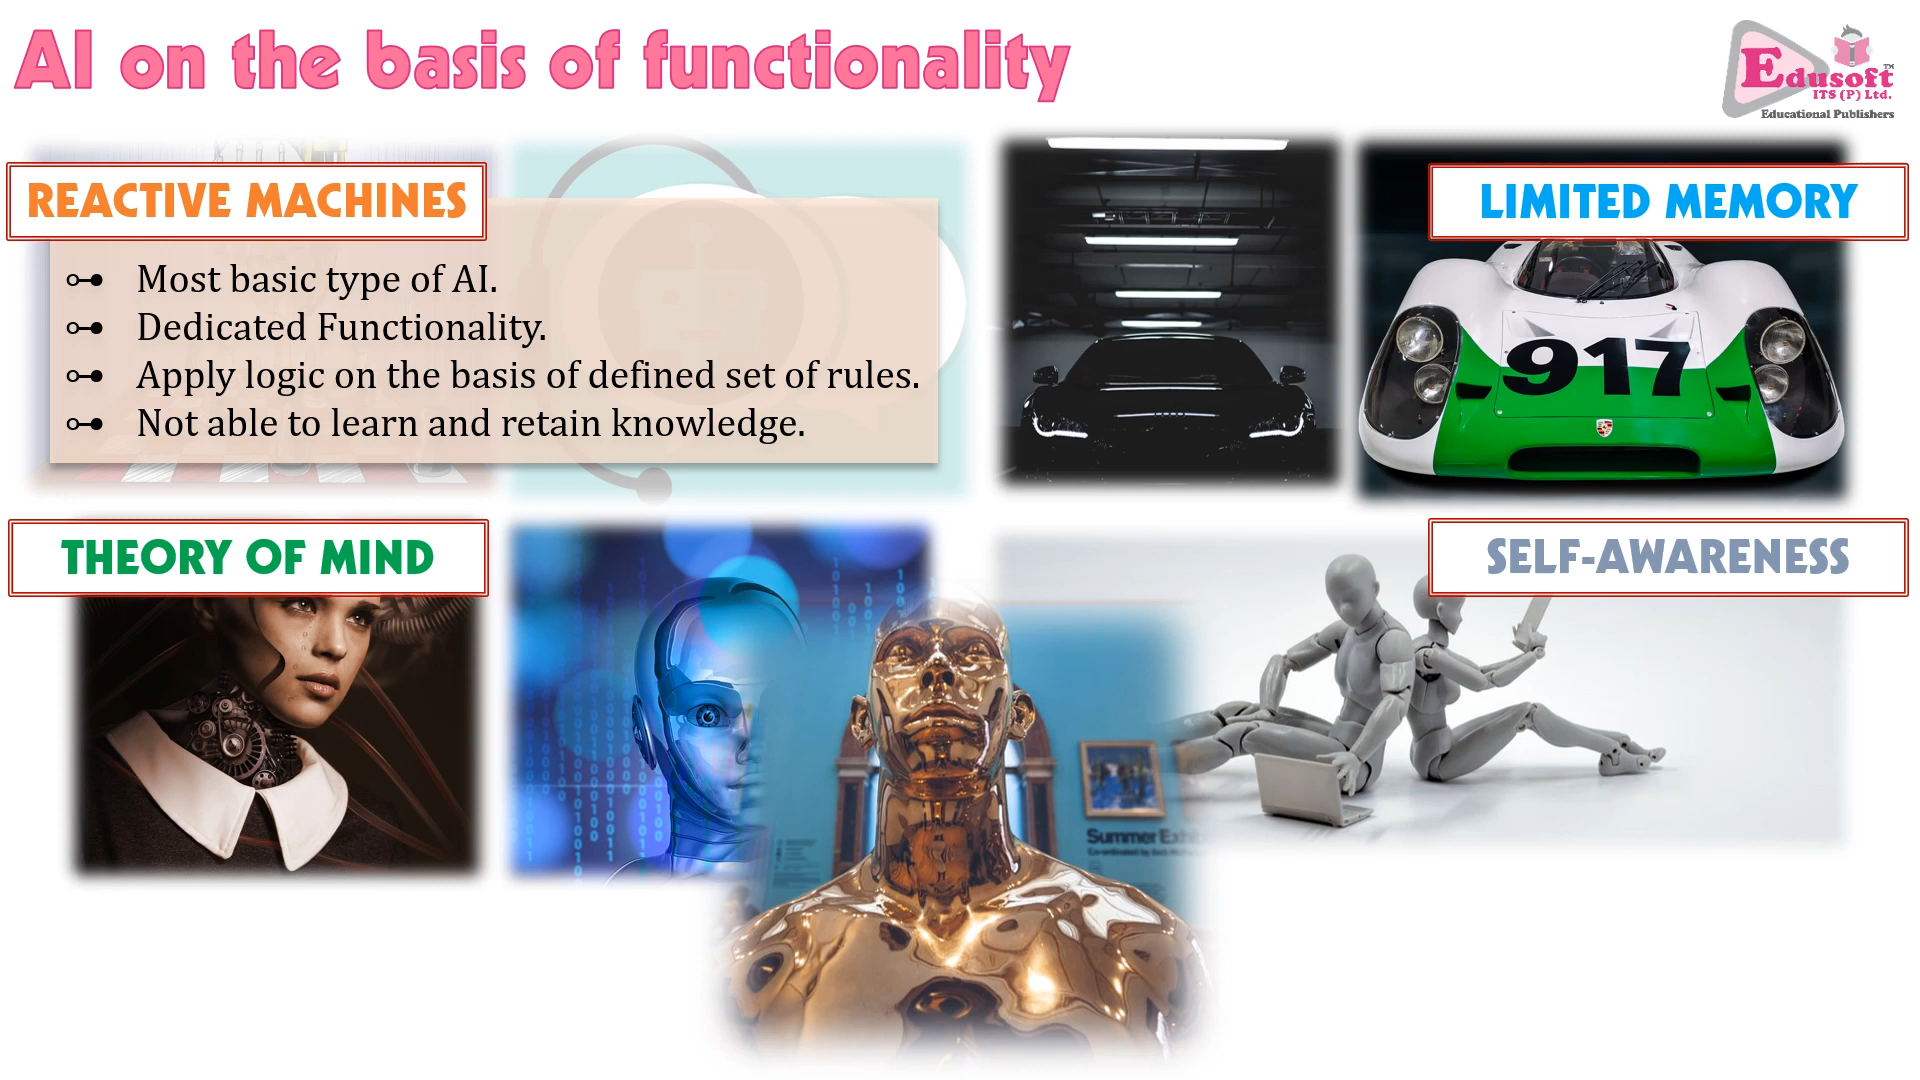 AI on the basis of functionality
Edusoft™
ITS (P) Ltd.
Educational Publishers
REACTIVE MACHINES
Most basic type of AI.
Dedicated Functionality.
Apply logic on the basis of defined set of rules.
Not able to learn and retain knowledge.
LIMITED MEMORY
917
THEORY OF MIND
SELF-AWARENESS
Summer